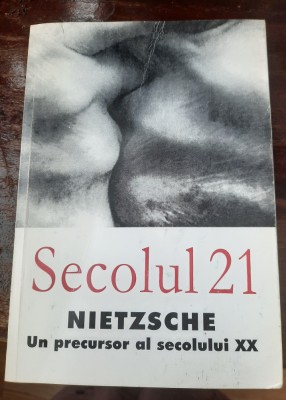 Secolul 21
NIETZSCHE
Un precursor al secolului XX